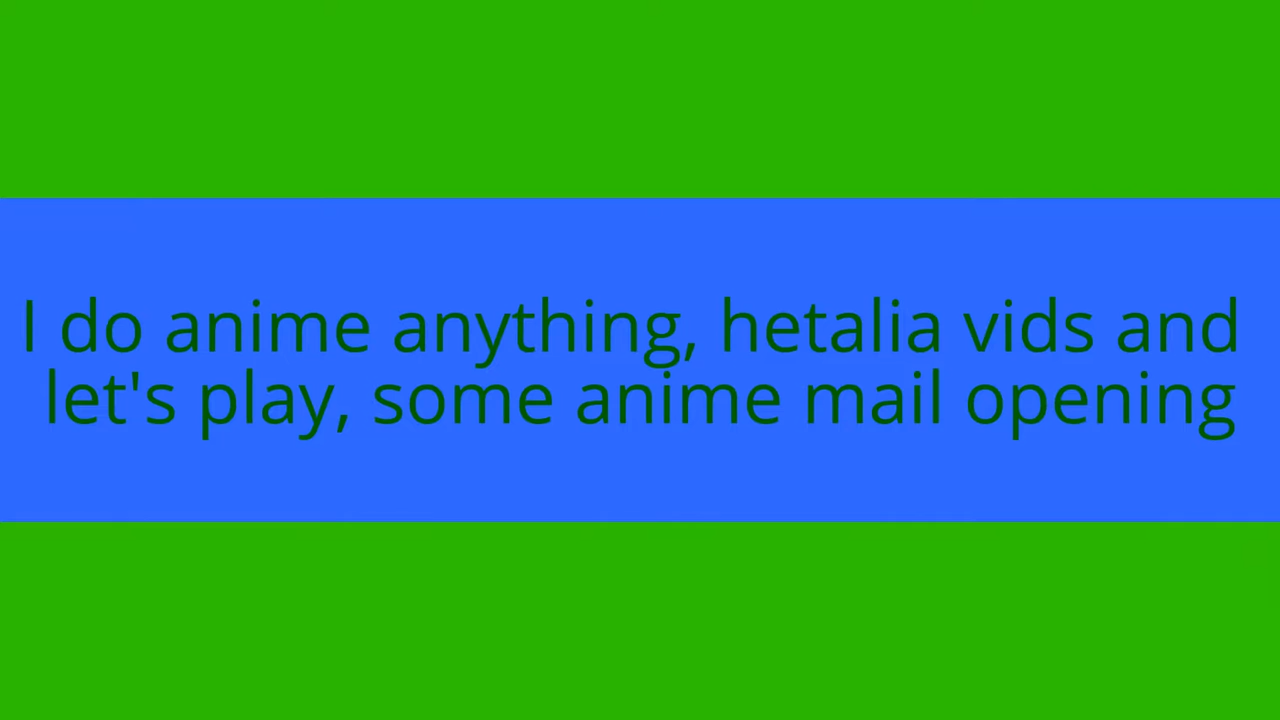 I do anime anything, hetalia vids and
let's play, some anime mail opening